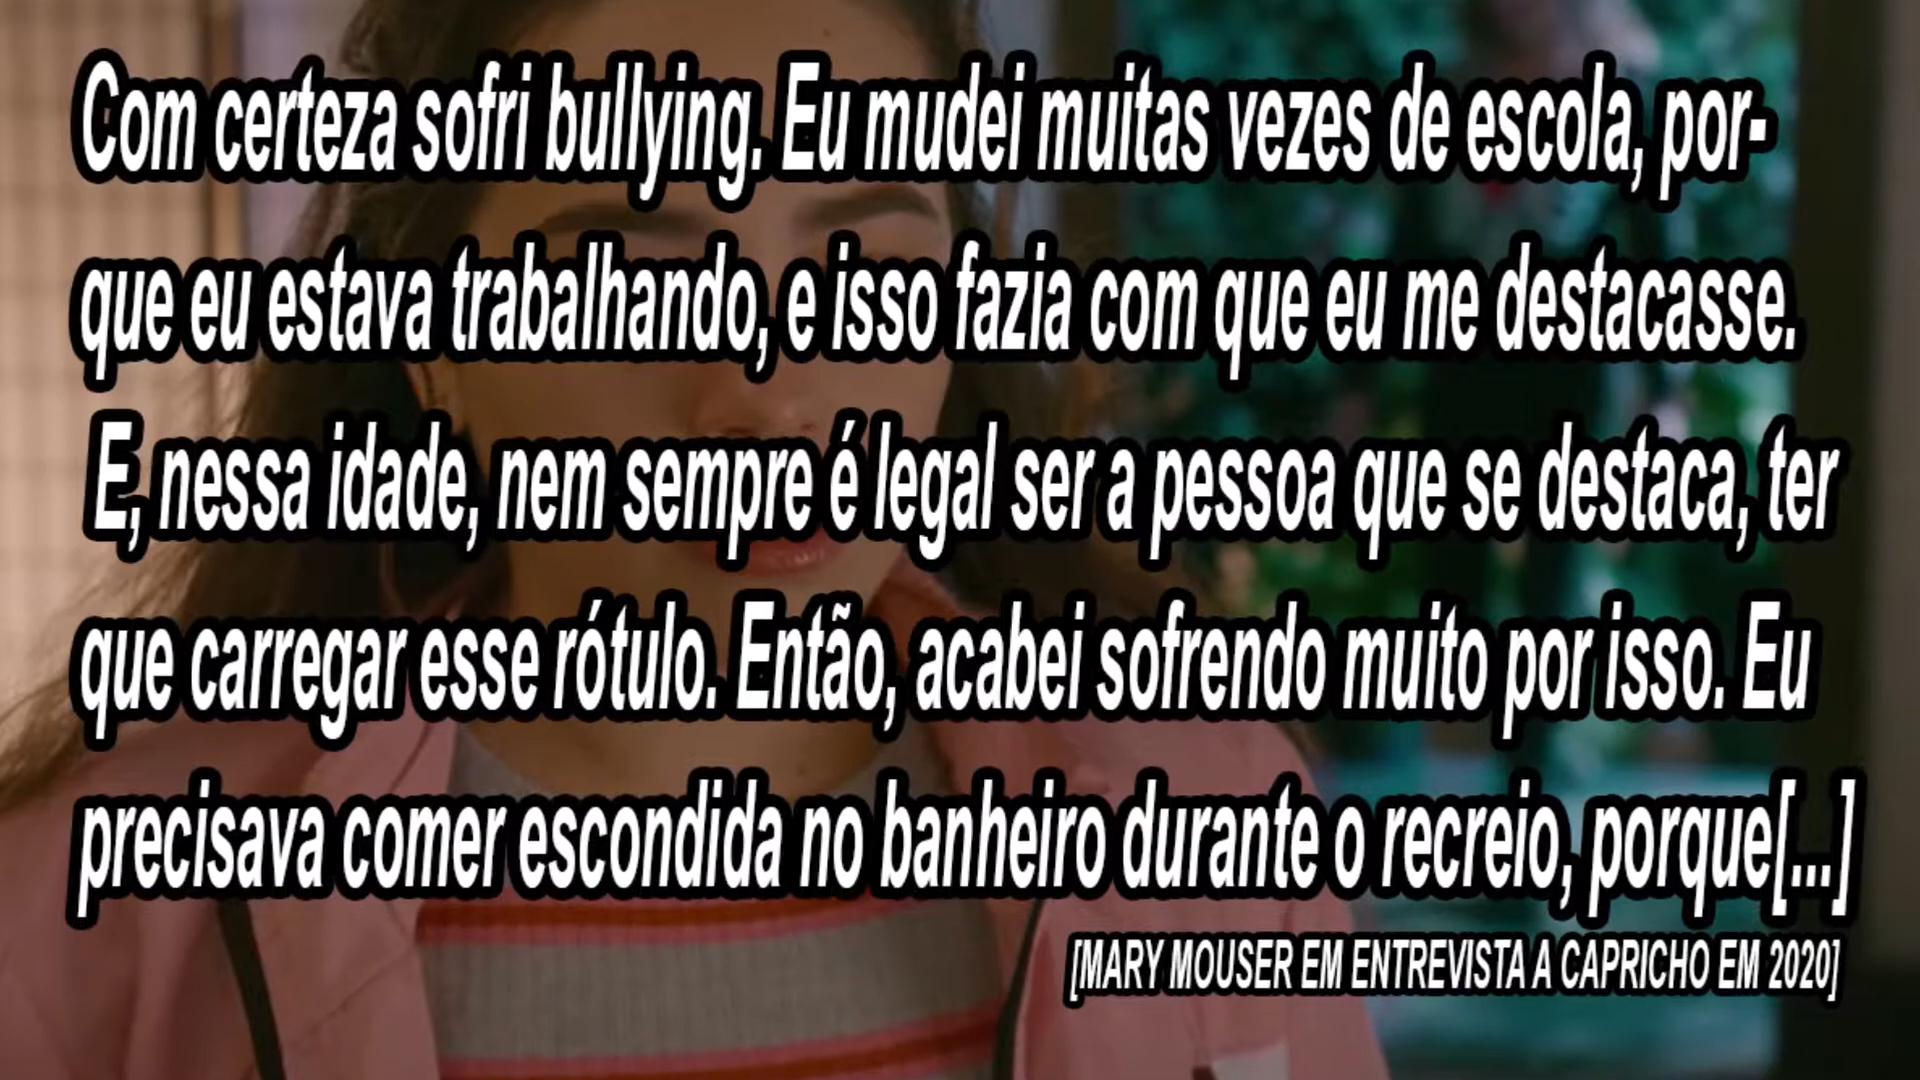 Com certeza sofri bullying. Eu mudei muitas vezes de escola, por-
que eu estava trabalhando, e isso fazia com que eu me destacasse.
E, nessa idade, nem sempre é legal ser a pessoa que se destaca, ter
que carregar esse rótulo. Então, acabei sofrendo muito por isso. Eu
precisava comer escondida no banheiro durante o recreio, porque[...]
[MARY MOUSER EM ENTREVISTA A CAPRICHO EM 2020]